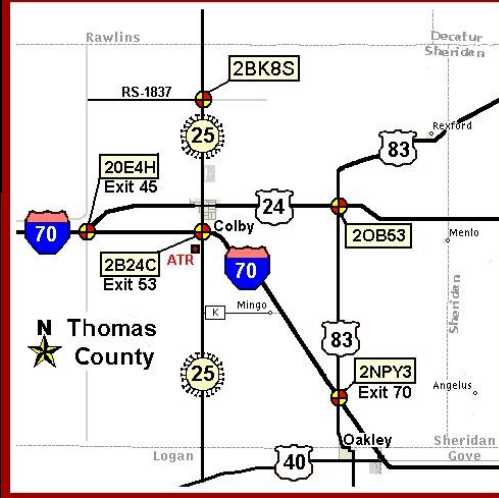 Rawlins
Decatur
Sheridan
2BK8S
RS-1837
25
Rexford
83
20E4H
Exit 45
24
70
Colby
2OB53
Menlo
2B24C
Exit 53
ATR
70
K
Mingo
Sheridan
N Thomas
County
83
25
2NPY3
Exit 70
Angelus
Oakley
Logan
40
Sheridan
Gove